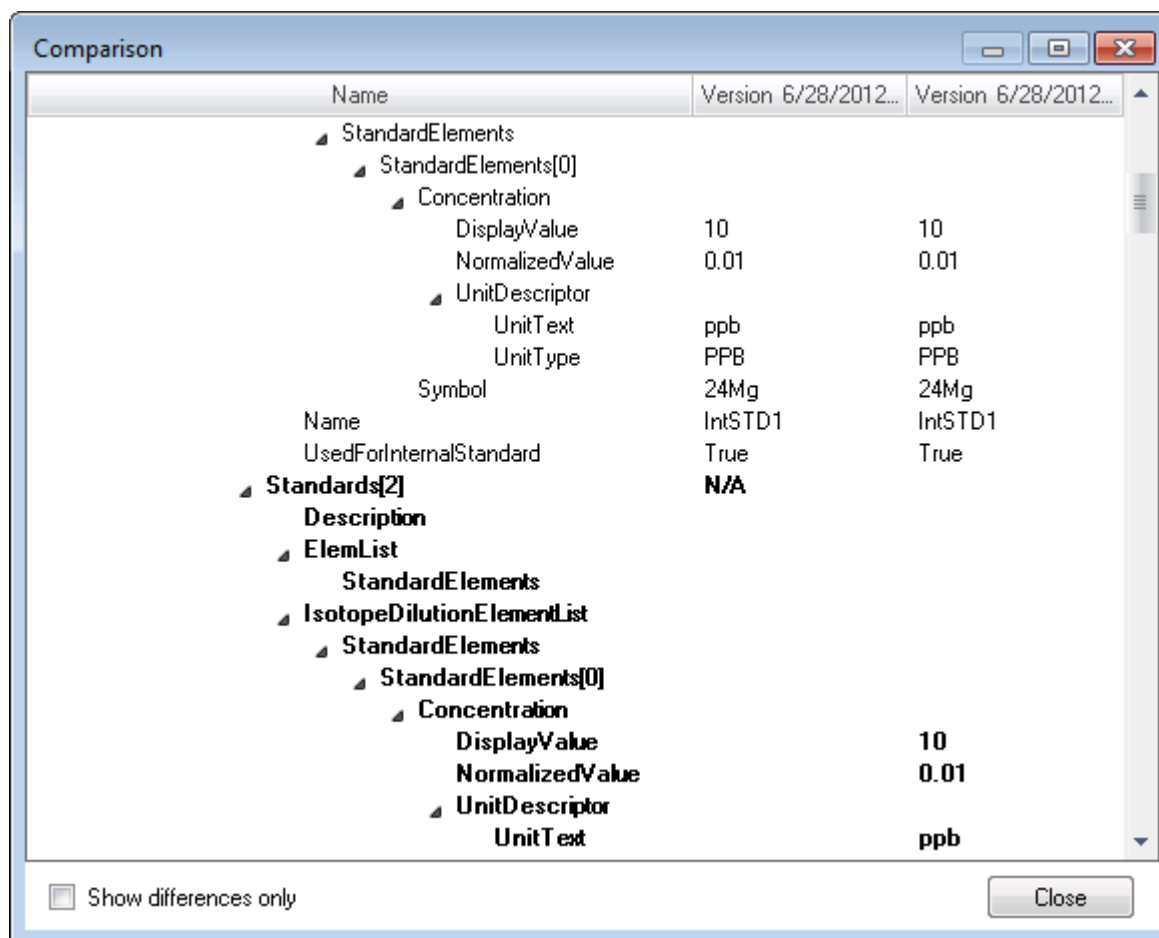 Comparison
Name Version 6/28/2012... Version 6/28/2012...
StandardElements
StandardElements[0]
Concentration
DisplayValue 10 10
NormalizedValue 0.01 0.01
UnitDescriptor
UnitText ppb ppb
UnitType PPB PPB
Symbol 24Mg 24Mg
Name IntSTD1 IntSTD1
UsedForInternalStandard True True
Standards[2] N/A
Description
ElemList
StandardElements
IsotopeDilutionElementList
StandardElements
StandardElements[0]
Concentration
DisplayValue 10
NormalizedValue 0.01
UnitDescriptor
UnitText ppb
Show differences only Close